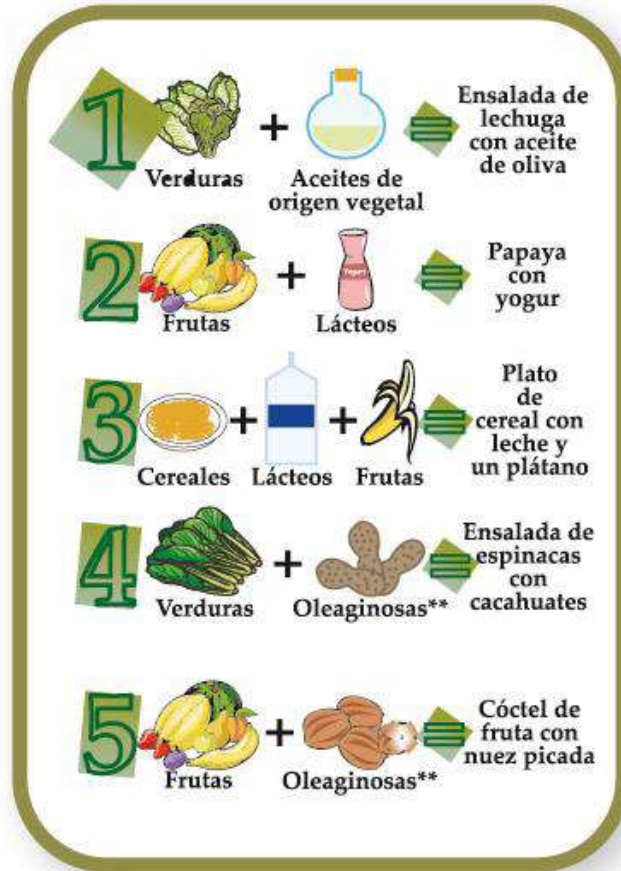 1
+
=
Ensalada de
lechuga
con aceite
de oliva
Verduras
Aceites de
origen vegetal
2
+
Yogurt
=
Papaya
con
yogur
Frutas
Lácteos
3
+
+
=
Plato
de
cereal con
leche y
un plátano
Cereales
Lácteos
Frutas
4
+
=
Ensalada de
espinacas
con
cacahuates
Verduras
Oleaginosas**
5
+
=
Cóctel de
fruta con
nuez picada
Frutas
Oleaginosas**